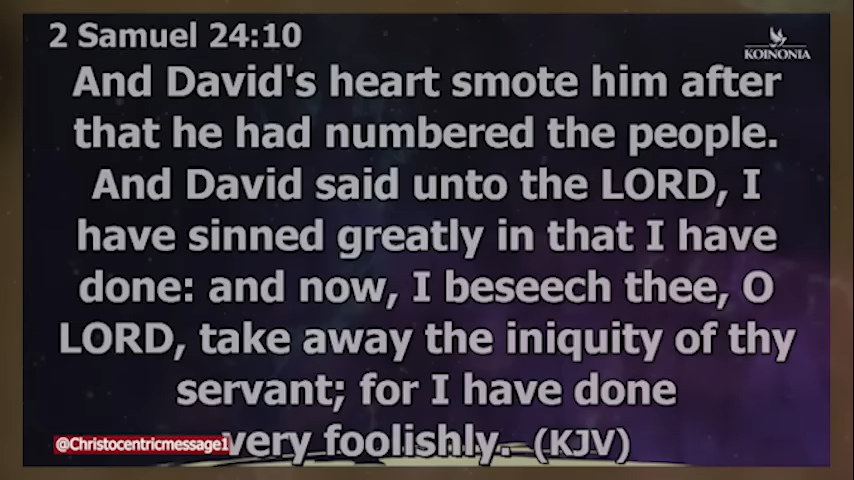 2 Samuel 24:10
KOINONIA
And David's heart smote him after
that he had numbered the people.
And David said unto the LORD, I
have sinned greatly in that I have
done: and now, I beseech thee, O
LORD, take away the iniquity of thy
servant; for I have done
very foolishly. (KJV)
@Christocentricmessage1